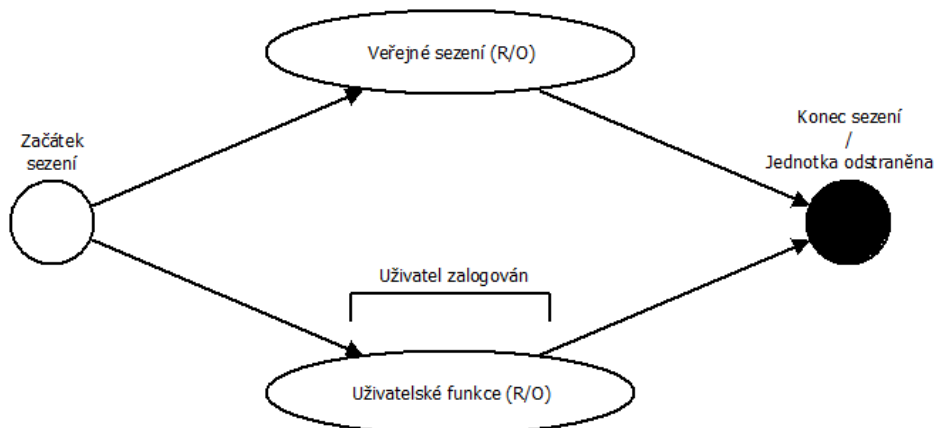 Veřejné sezení (R/O)
Začátek
sezení
Konec sezení
/
Jednotka odstraněna
Uživatel zalogován
Uživatelské funkce (R/O)